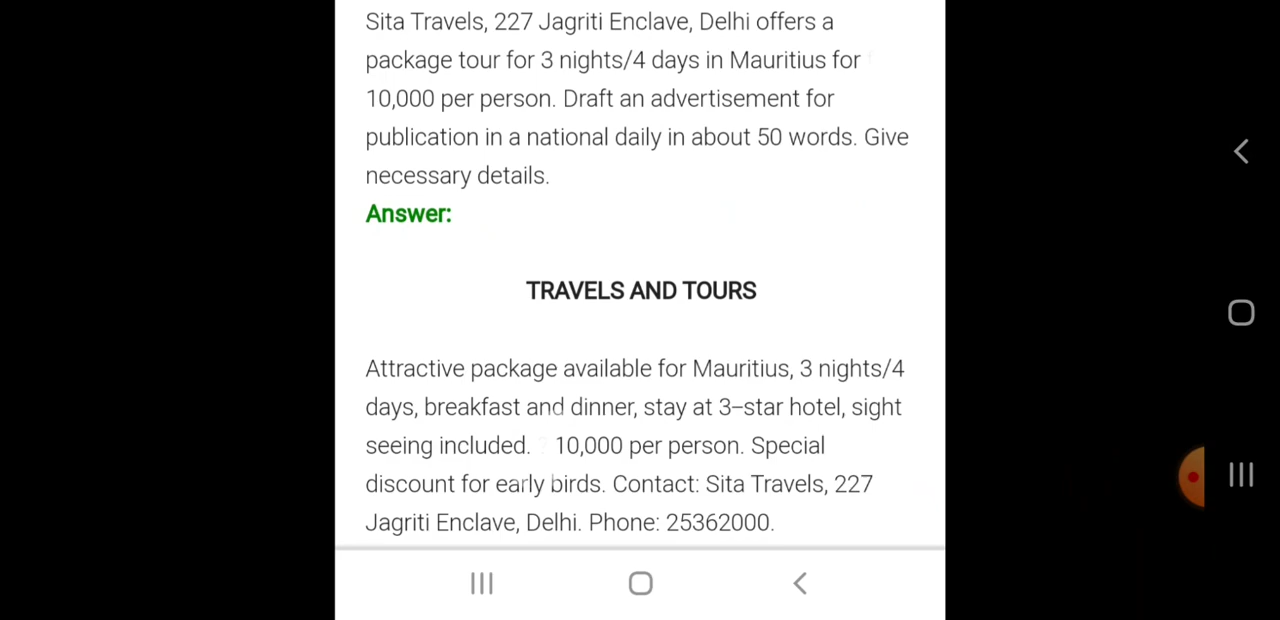 Sita Travels, 227 Jagriti Enclave, Delhi offers a
package tour for 3 nights/4 days in Mauritius for
10,000 per person. Draft an advertisement for
publication in a national daily in about 50 words. Give
necessary details.
Answer:
TRAVELS AND TOURS
Attractive package available for Mauritius, 3 nights/4
days, breakfast and dinner, stay at 3–star hotel, sight
seeing included. 10,000 per person. Special
discount for early birds. Contact: Sita Travels, 227
Jagriti Enclave, Delhi. Phone: 25362000.